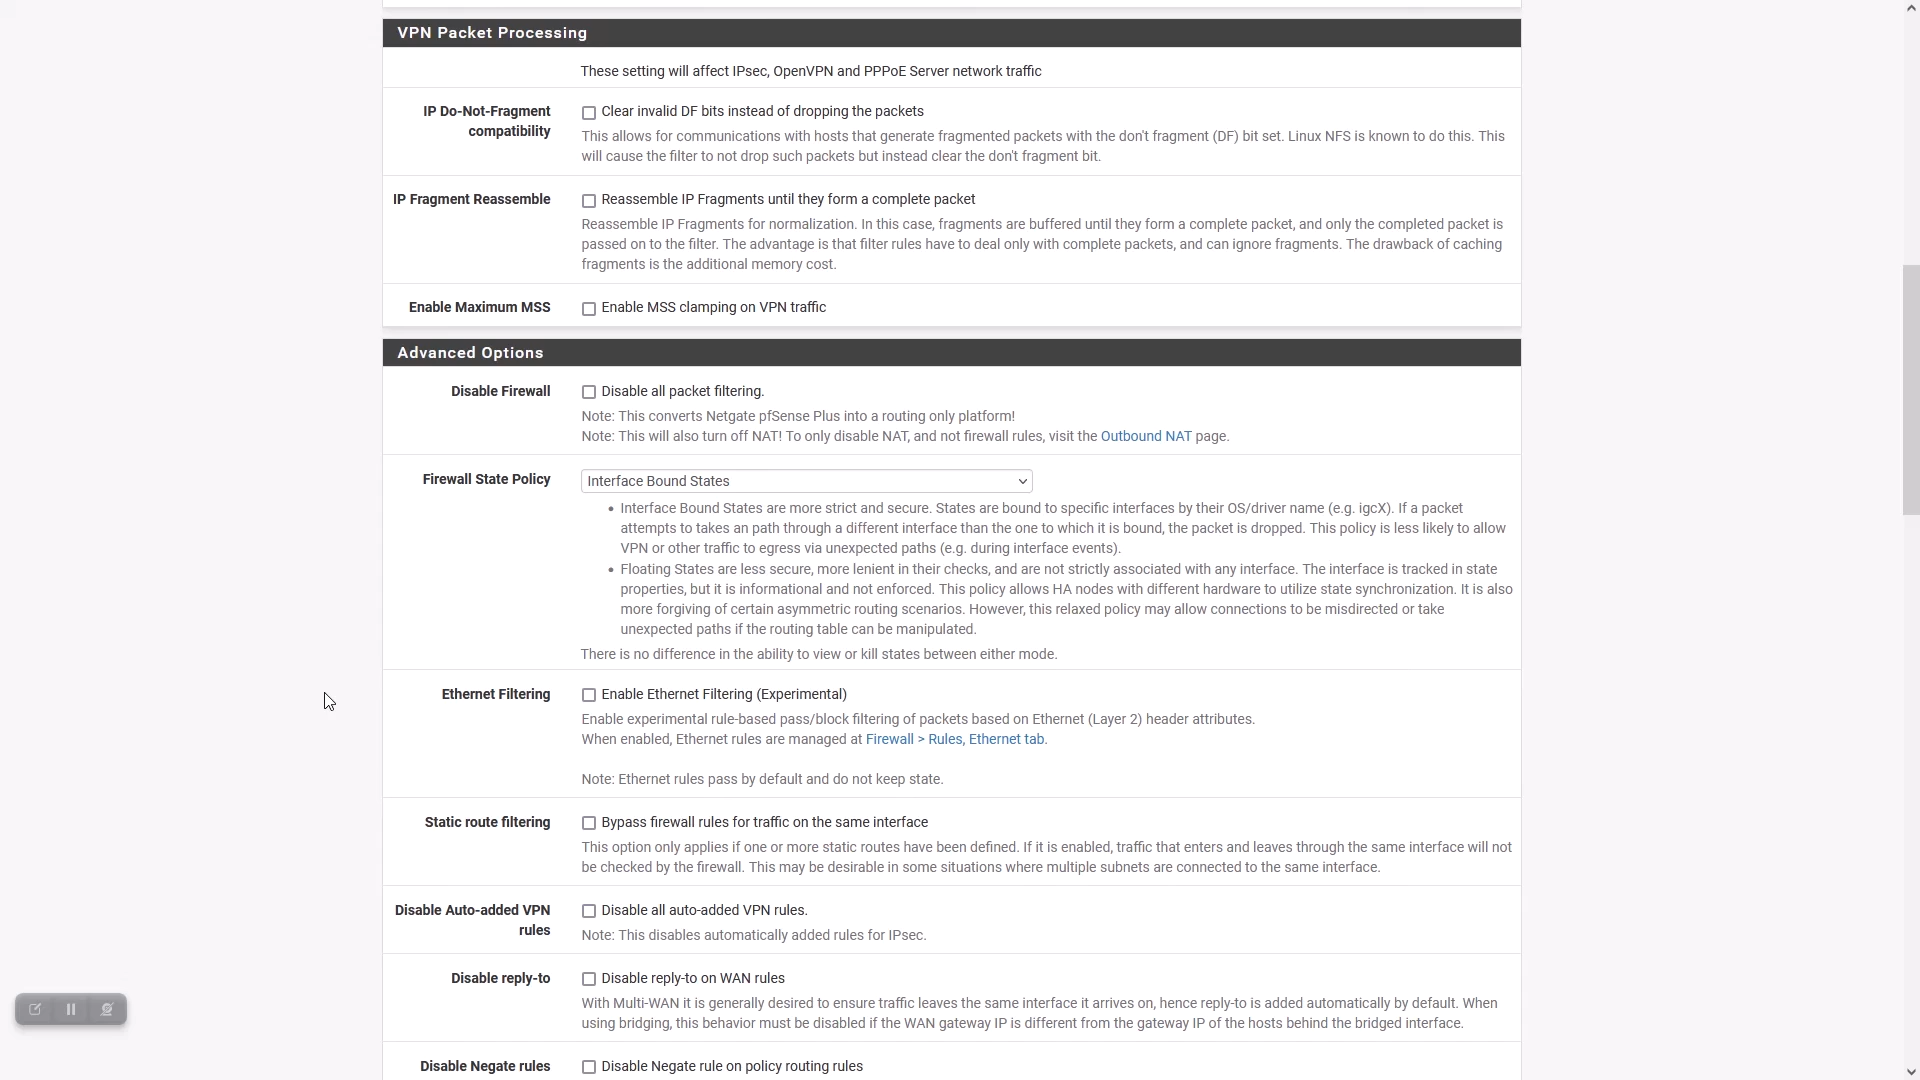 VPN Packet Processing
These setting will affect IPsec, OpenVPN and PPPoE Server network traffic
IP Do-Not-Fragment
compatibility
Clear invalid DF bits instead of dropping the packets
This allows for communications with hosts that generate fragmented packets with the don't fragment (DF) bit set. Linux NFS is known to do this. This
will cause the filter to not drop such packets but instead clear the don't fragment bit.
IP Fragment Reassemble
Reassemble IP Fragments until they form a complete packet
Reassemble IP Fragments for normalization. In this case, fragments are buffered until they form a complete packet, and only the completed packet is
passed on to the filter. The advantage is that filter rules have to deal only with complete packets, and can ignore fragments. The drawback of caching
fragments is the additional memory cost.
Enable Maximum MSS
Enable MSS clamping on VPN traffic
Advanced Options
Disable Firewall
Disable all packet filtering.
Note: This converts Netgate pfSense Plus into a routing only platform!
Note: This will also turn off NAT! To only disable NAT, and not firewall rules, visit the Outbound NAT page.
Firewall State Policy
Interface Bound States
Interface Bound States are more strict and secure. States are bound to specific interfaces by their OS/driver name (e.g. igcX). If a packet
attempts to takes an path through a different interface than the one to which it is bound, the packet is dropped. This policy is less likely to allow
VPN or other traffic to egress via unexpected paths (e.g. during interface events).
Floating States are less secure, more lenient in their checks, and are not strictly associated with any interface. The interface is tracked in state
properties, but it is informational and not enforced. This policy allows HA nodes with different hardware to utilize state synchronization. It is also
more forgiving of certain asymmetric routing scenarios. However, this relaxed policy may allow connections to be misdirected or take
unexpected paths if the routing table can be manipulated.
There is no difference in the ability to view or kill states between either mode.
Ethernet Filtering
Enable Ethernet Filtering (Experimental)
Enable experimental rule-based pass/block filtering of packets based on Ethernet (Layer 2) header attributes.
When enabled, Ethernet rules are managed at Firewall > Rules, Ethernet tab.
Note: Ethernet rules pass by default and do not keep state.
Static route filtering
Bypass firewall rules for traffic on the same interface
This option only applies if one or more static routes have been defined. If it is enabled, traffic that enters and leaves through the same interface will not
be checked by the firewall. This may be desirable in some situations where multiple subnets are connected to the same interface.
Disable Auto-added VPN
rules
Disable all auto-added VPN rules.
Note: This disables automatically added rules for IPsec.
Disable reply-to
Disable reply-to on WAN rules
With Multi-WAN it is generally desired to ensure traffic leaves the same interface it arrives on, hence reply-to is added automatically by default. When
using bridging, this behavior must be disabled if the WAN gateway IP is different from the gateway IP of the hosts behind the bridged interface.
Disable Negate rules
Disable Negate rule on policy routing rules